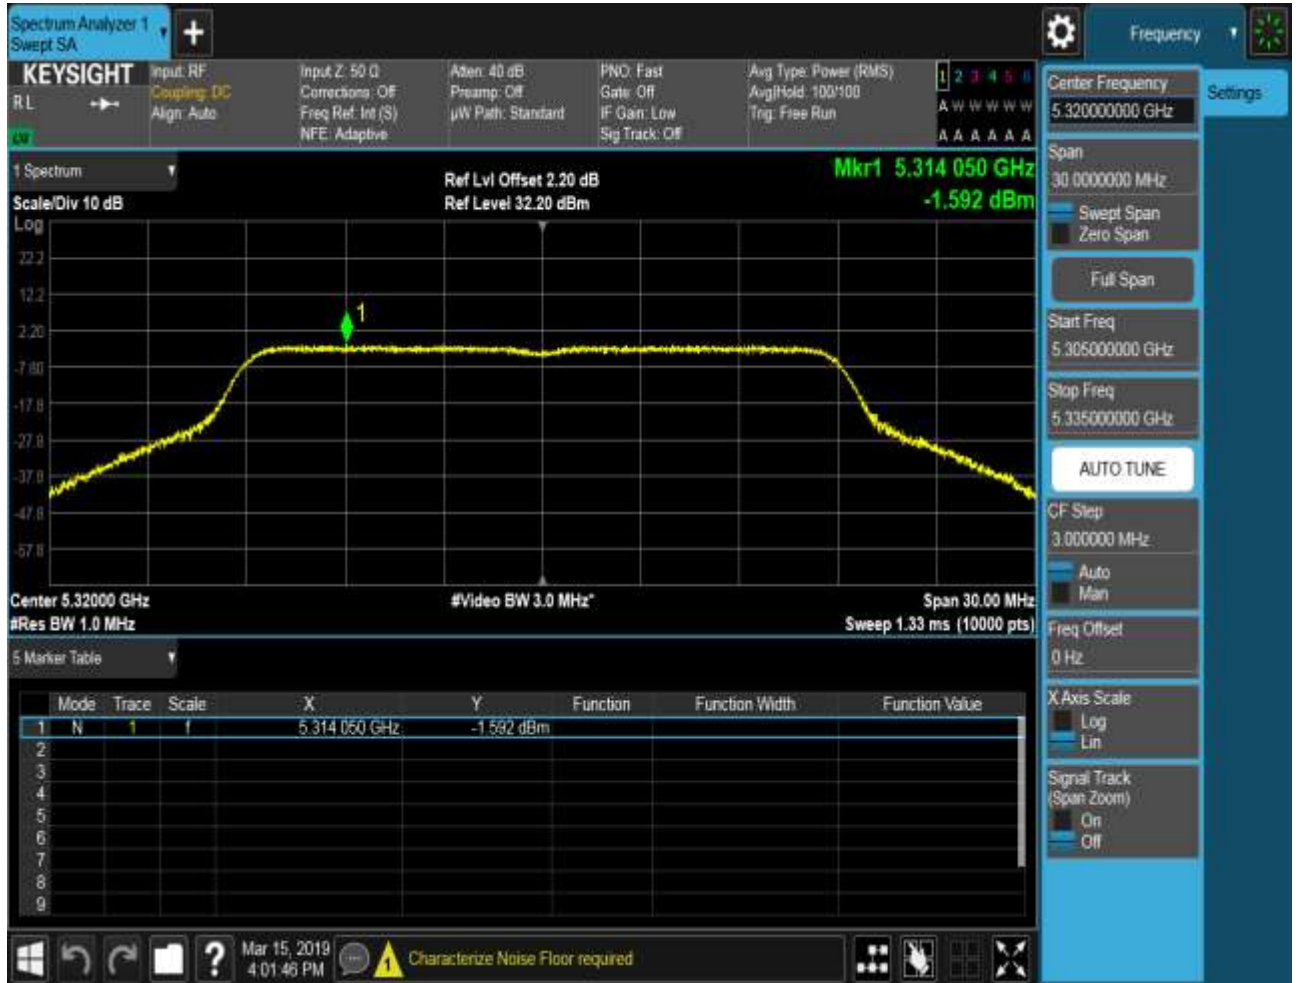 Spectrum Analyzer 1
Swept SA
+
Frequency
KEYSIGHT
R L
Input: RF
Coupling: DC
Align: Auto
Input Z: 50 Ω
Corrections: Off
Freq Ref: Int (S)
NFE: Adaptive
Atten: 40 dB
Preamp: Off
µW Path: Standard
PNO: Fast
Gate: Off
IF Gain: Low
Sig Track: Off
Avg Type: Power (RMS)
Avg|Hold: 100/100
Trig: Free Run
1 2 3 4 5 6
A W W W W W
A A A A A A
1 Spectrum
Scale/Div 10 dB
Ref Lvl Offset 2.20 dB
Ref Level 32.20 dBm
Mkr1 5.314 050 GHz
-1.592 dBm
Log
22.2
12.2
2.20
-7.80
-17.8
-27.8
-37.8
-47.8
-57.8
1
Center 5.32000 GHz
#Res BW 1.0 MHz
#Video BW 3.0 MHz*
Span 30.00 MHz
Sweep 1.33 ms (10000 pts)
5 Marker Table
Mode Trace Scale X Y Function Function Width Function Value
1 N 1 f 5.314 050 GHz -1.592 dBm
2
3
4
5
6
7
8
9
Center Frequency
5.320000000 GHz
Settings
Span
30.0000000 MHz
Swept Span
Zero Span
Full Span
Start Freq
5.305000000 GHz
Stop Freq
5.335000000 GHz
AUTO TUNE
CF Step
3.000000 MHz
Auto
Man
Freq Offset
0 Hz
X Axis Scale
Log
Lin
Signal Track
(Span Zoom)
On
Off
?
Mar 15, 2019
4:01:46 PM
1
Characterize Noise Floor required